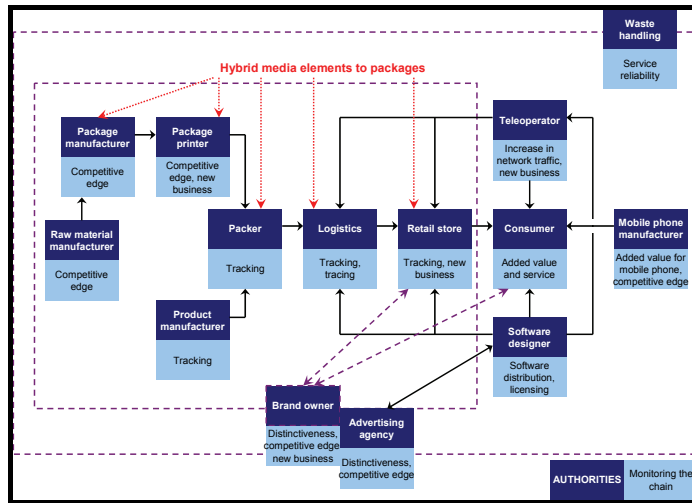 Waste
handling
Service
reliability
Hybrid media elements to packages
Package
manufacturer
Competitive
edge
Package
printer
Competitive
edge, new
business
Teleoperator
Increase in
network traffic,
new business
Raw material
manufacturer
Competitive
edge
Packer
Tracking
Logistics
Tracking,
tracing
Retail store
Tracking, new
business
Consumer
Added value
and service
Mobile phone
manufacturer
Added value for
mobile phone,
competitive edge
Product
manufacturer
Tracking
Software
designer
Software
distribution,
licensing
Brand owner
Distinctiveness,
competitive edge
new business
Advertising
agency
Distinctiveness,
competitive edge
AUTHORITIES
Monitoring the
chain